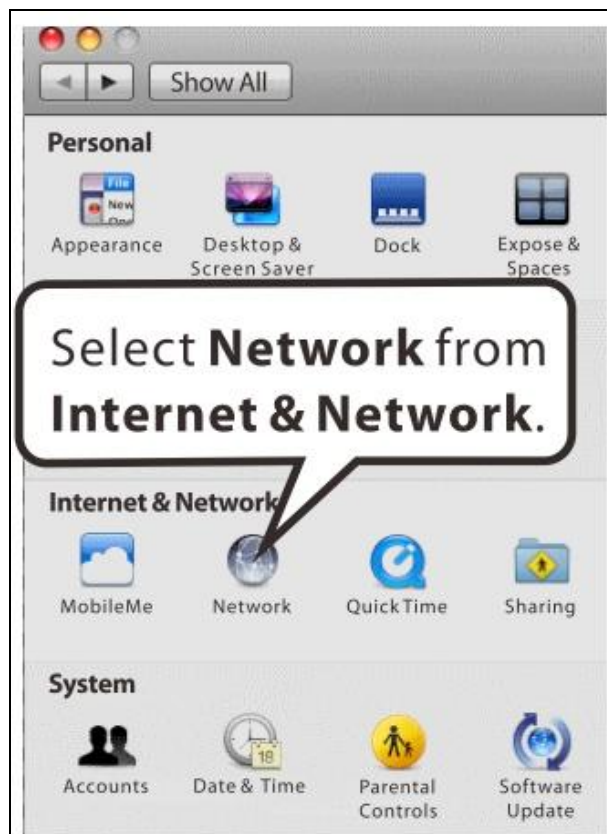 Show All
Personal
File
New
One
Appearance
Desktop &
Screen Saver
Dock
Expose &
Spaces
Select Network from
Internet & Network.
Internet & Network
MobileMe
Network
QuickTime
Sharing
System
18
Accounts
Date & Time
Parental
Controls
Software
Update